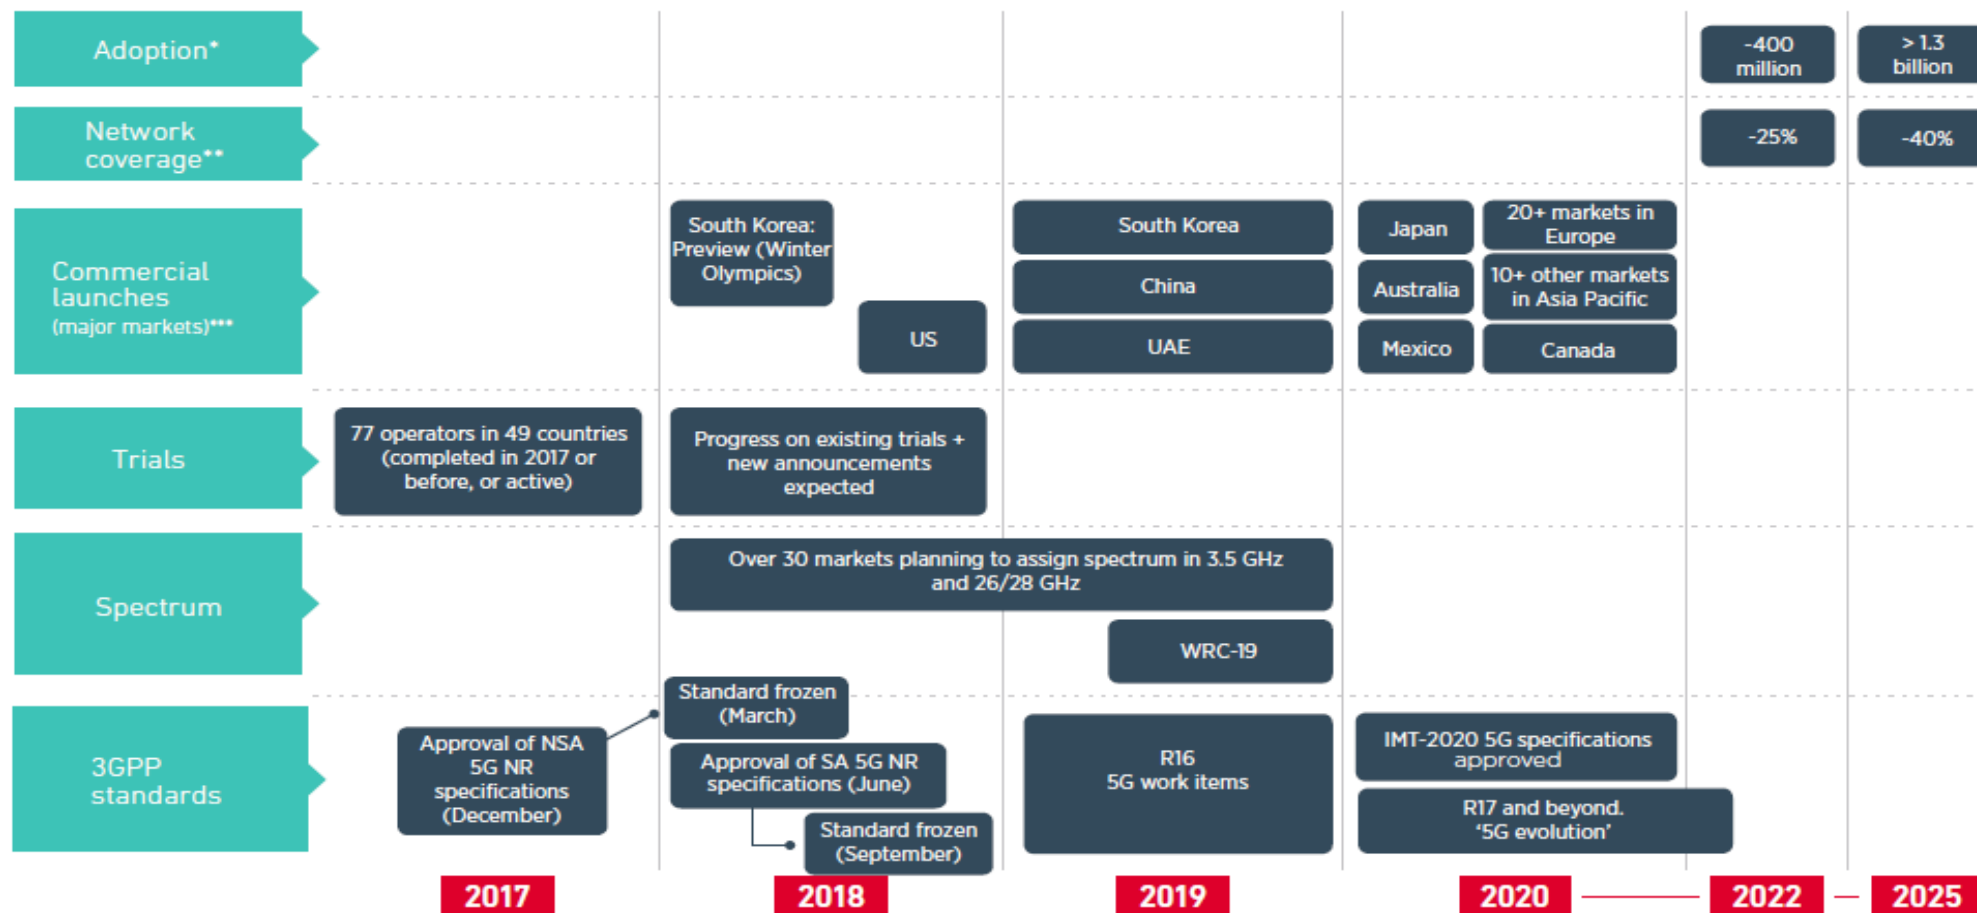 Adoption*
-400
million
> 1.3
billion
Network
coverage**
-25%
-40%
Commercial
launches
(major markets)***
South Korea:
Preview (Winter
Olympics)
US
South Korea
China
UAE
Japan
Australia
Mexico
20+ markets in
Europe
10+ other markets
in Asia Pacific
Canada
Trials
77 operators in 49 countries
(completed in 2017 or
before, or active)
Progress on existing trials +
new announcements
expected
Spectrum
Over 30 markets planning to assign spectrum in 3.5 GHz
and 26/28 GHz
WRC-19
3GPP
standards
Approval of NSA
5G NR
specifications
(December)
Standard frozen
(March)
Approval of SA 5G NR
specifications (June)
Standard frozen
(September)
R16
5G work items
IMT-2020 5G specifications
approved
R17 and beyond.
‘5G evolution’
2017
2018
2019
2020
2022
2025